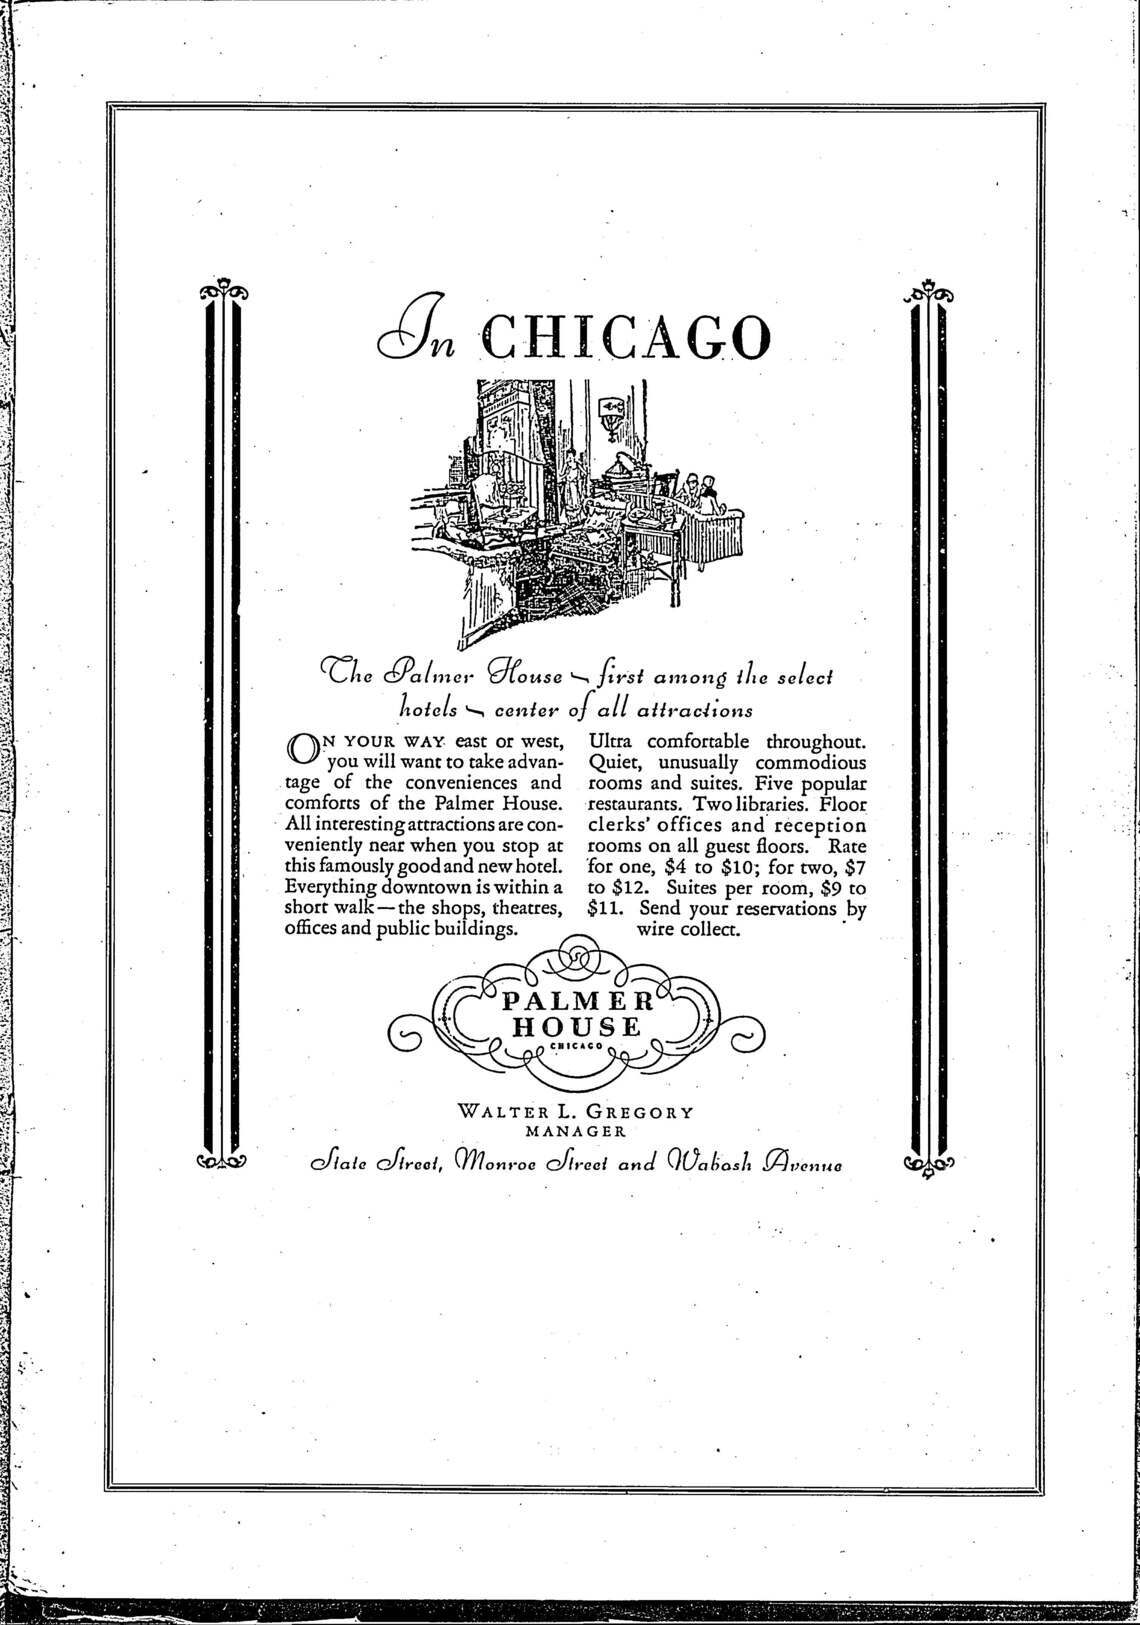 In CHICAGO
The Palmer House ~ first among the select
hotels ~ center of all attractions
ON YOUR WAY east or west,
you will want to take advan-
tage of the conveniences and
comforts of the Palmer House.
All interesting attractions are con-
veniently near when you stop at
this famously good and new hotel.
Everything downtown is within a
short walk—the shops, theatres,
offices and public buildings.
Ultra comfortable throughout.
Quiet, unusually commodious
rooms and suites. Five popular
restaurants. Two libraries. Floor
clerks' offices and reception
rooms on all guest floors. Rate
for one, $4 to $10; for two, $7
to $12. Suites per room, $9 to
$11. Send your reservations by
wire collect.
PALMER
HOUSE
CHICAGO
WALTER L. GREGORY
MANAGER
State Street, Monroe Street and Wabash Avenue